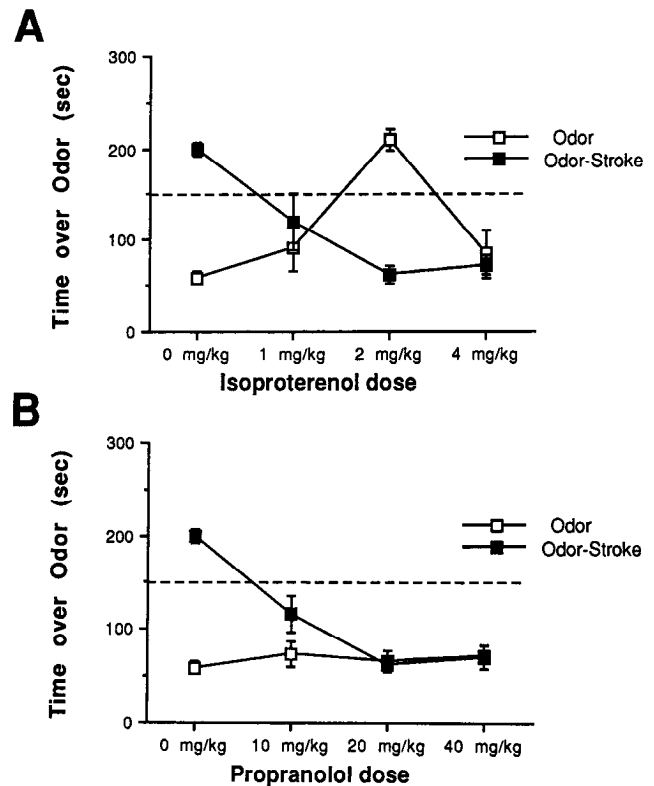 A
Time over Odor (sec)
300
200
100
0
Odor
Odor-Stroke
0 mg/kg 1 mg/kg 2 mg/kg 4 mg/kg
Isoproterenol dose
B
Time over Odor (sec)
300
200
100
0
Odor
Odor-Stroke
0 mg/kg 10 mg/kg 20 mg/kg 40 mg/kg
Propranolol dose